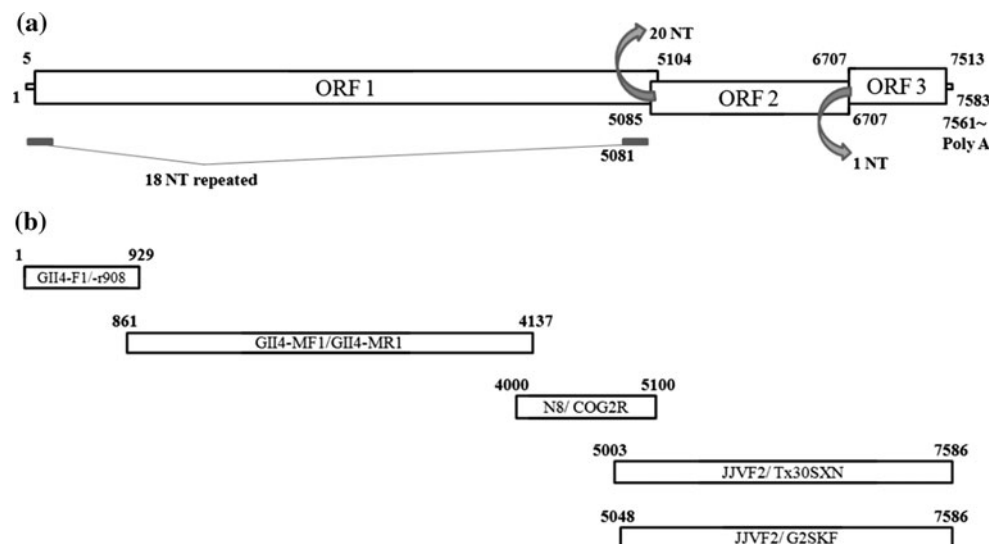 (a)
20 NT
5
5104
6707
7513
ORF 1
ORF 2
ORF 3
1
5085
6707
7583
7561~
Poly A
5081
18 NT repeated
1 NT
(b)
1
929
GII4-F1/-r908
861
4137
GII4-MF1/GII4-MR1
4000
5100
N8/ COG2R
5003
7586
JJVF2/ Tx30SXN
5048
7586
JJVF2/ G2SKF